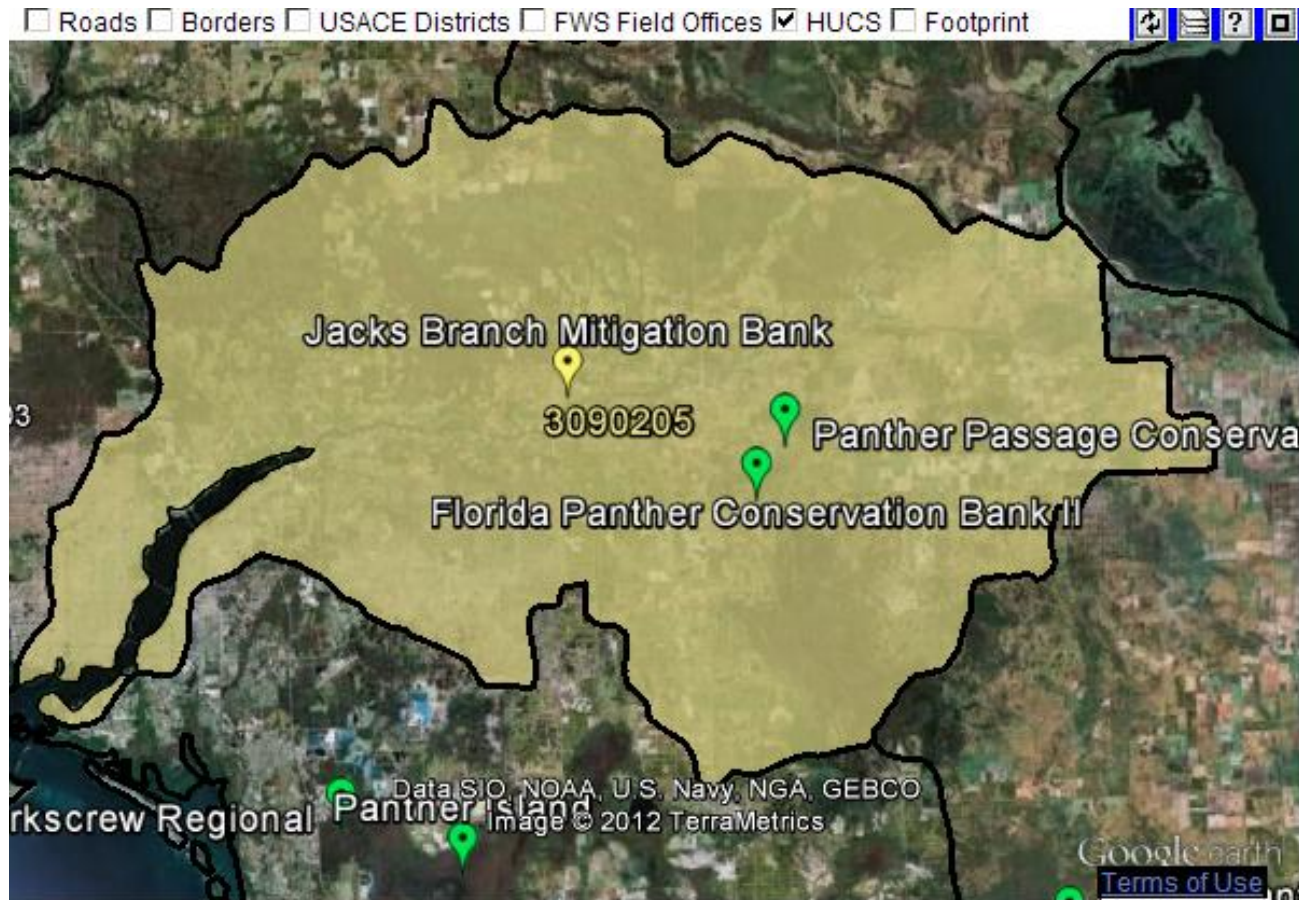 Roads Borders USACE Districts FWS Field Offices HUCS Footprint ?
Jacks Branch Mitigation Bank
3090205
03
Panther Passage Conserva
Florida Panther Conservation Bank II
Data SIO, NOAA, U.S. Navy, NGA, GEBCO
rkscrew Regional Panther Island
Image © 2012 TerraMetrics
Google earth
Terms of Use